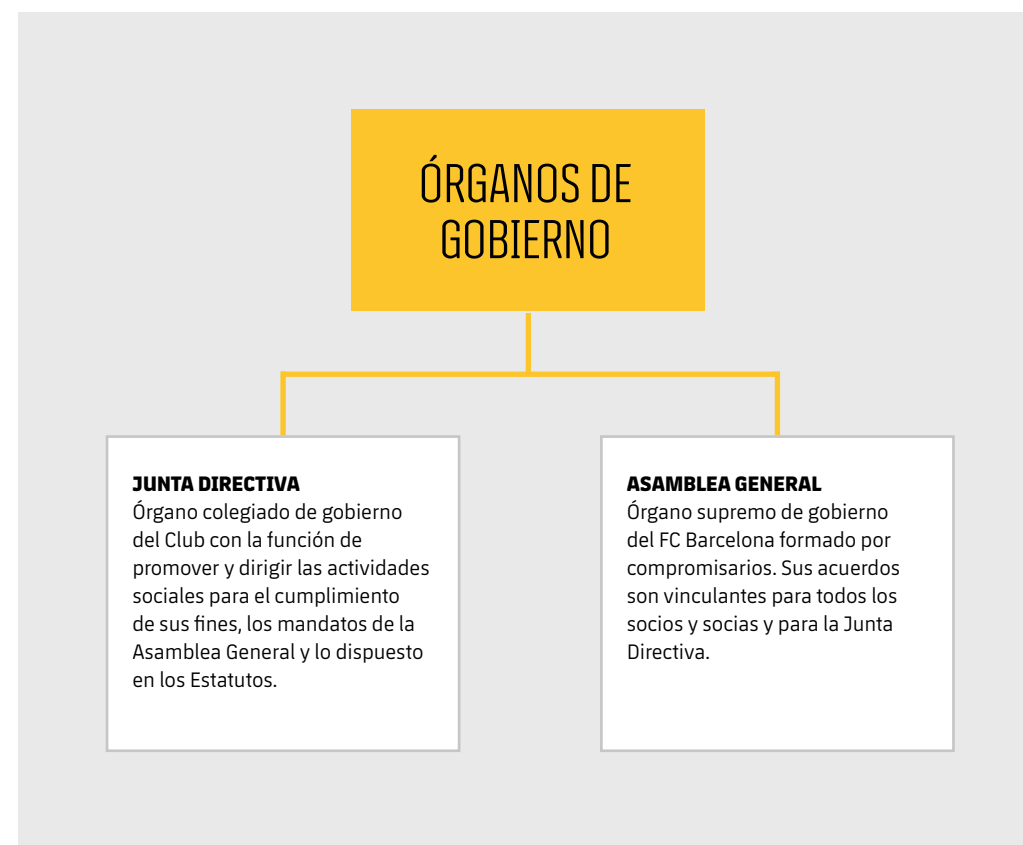 ÓRGANOS DE
GOBIERNO
JUNTA DIRECTIVA
Órgano colegiado de gobierno
del Club con la función de
promover y dirigir las actividades
sociales para el cumplimiento
de sus fines, los mandatos de la
Asamblea General y lo dispuesto
en los Estatutos.
ASAMBLEA GENERAL
Órgano supremo de gobierno
del FC Barcelona formado por
compromisarios. Sus acuerdos
son vinculantes para todos los
socios y socias y para la Junta
Directiva.